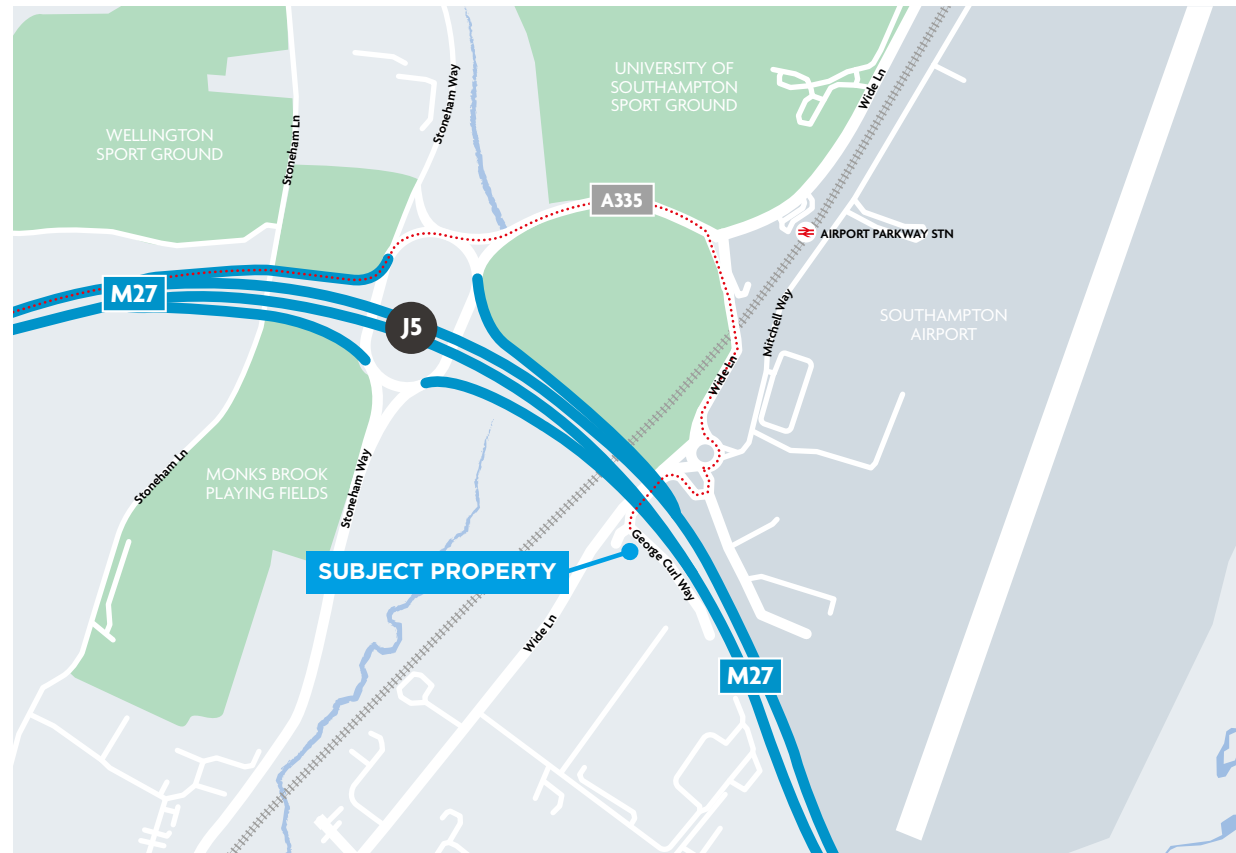 UNIVERSITY OF
SOUTHAMPTON
SPORT GROUND
Wide Ln
Stoneham Way
WELLINGTON
SPORT GROUND
Stoneham Ln
A335
AIRPORT PARKWAY STN
M27
J5
SOUTHAMPTON
AIRPORT
Mitchell Way
Wide Ln
Stoneham Ln
MONKS BROOK
PLAYING FIELDS
Stoneham Way
SUBJECT PROPERTY
George Curl Way
Wide Ln
M27